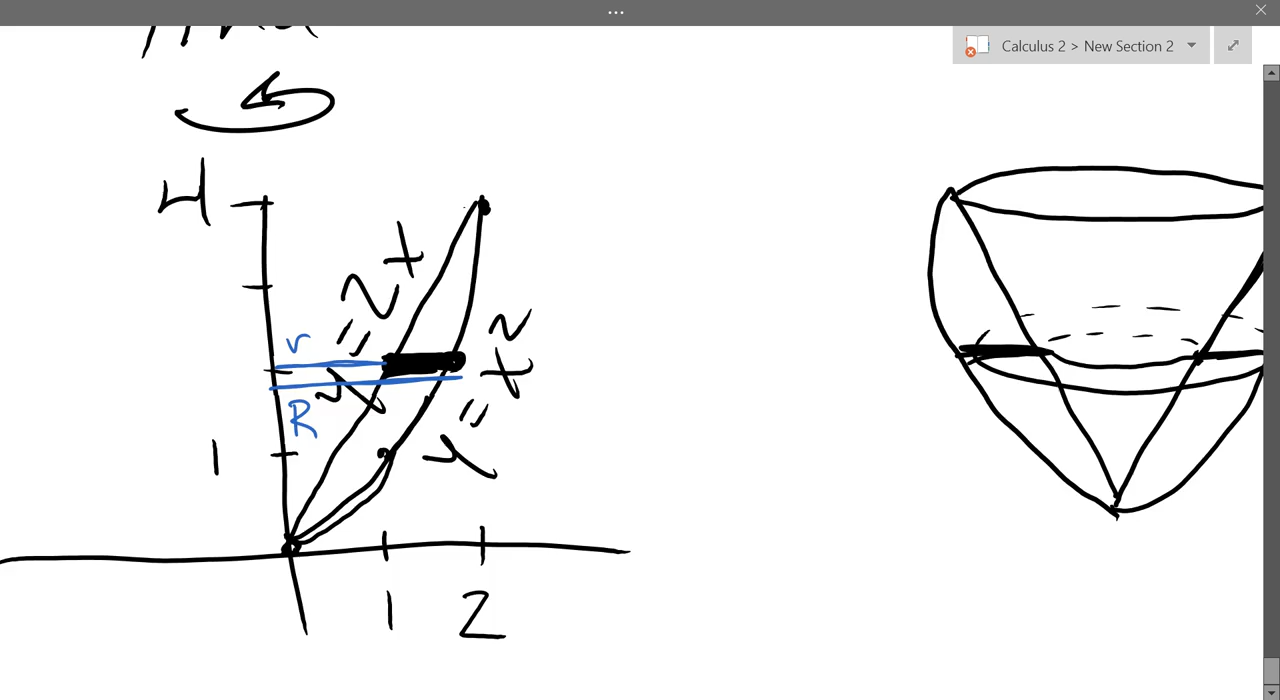 ...
Calculus 2 > New Section 2
4
y = 2x
r
R
y = x²
1
1
2